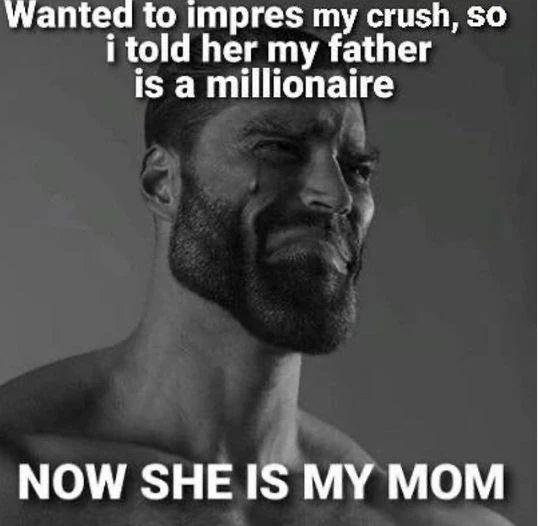 Wanted to impres my crush, so
i told her my father
is a millionaire
NOW SHE IS MY MOM